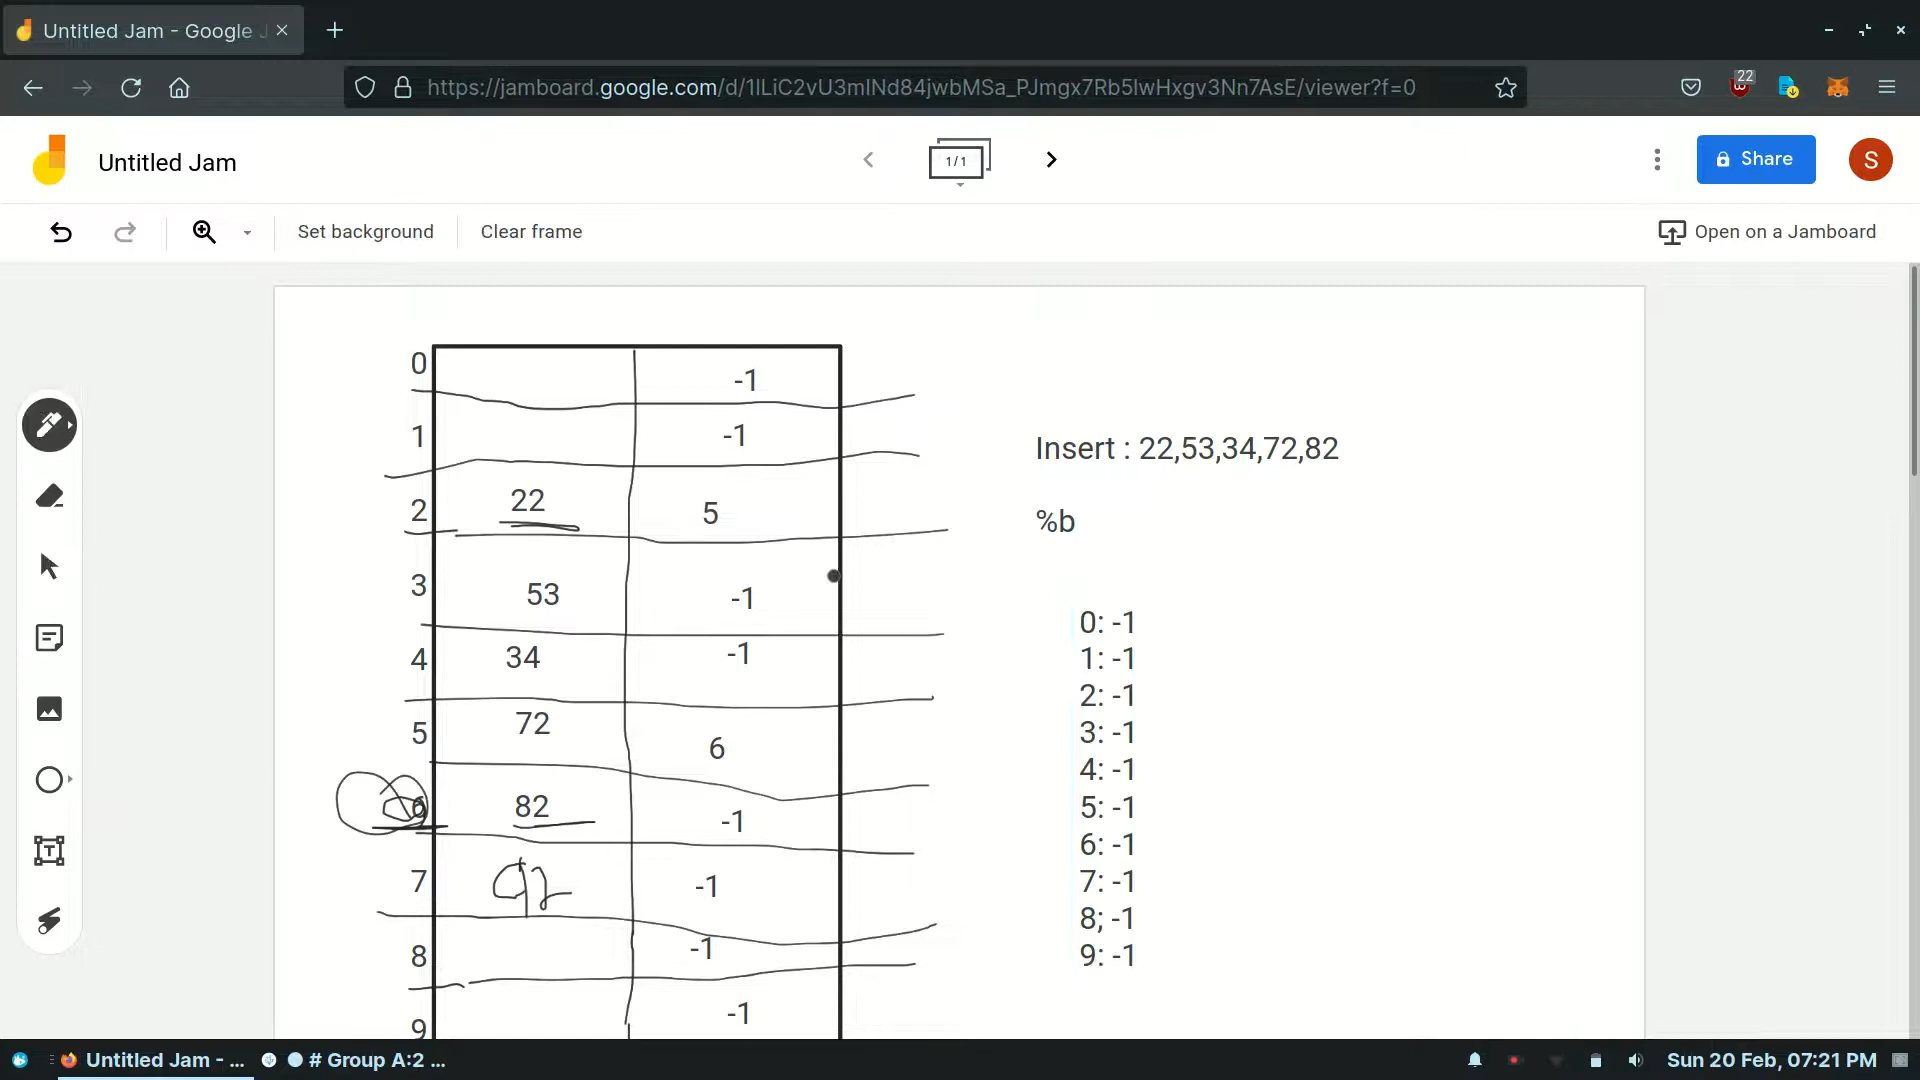 Untitled Jam - Google J
22
https://jamboard.google.com/d/1lLiC2vU3mINd84jwbMSa_PJmgx7Rb5lwHxgv3Nn7AsE/viewer?f=0
Untitled Jam
1/1
Share
S
Set background
Clear frame
Open on a Jamboard
0 -1
1 -1
2 22 5
3 53 -1
4 34 -1
5 72 6
6 82 -1
7 92 -1
8 -1
9 -1
Insert : 22,53,34,72,82
%b
0: -1
1: -1
2: -1
3: -1
4: -1
5: -1
6: -1
7: -1
8; -1
9: -1
Untitled Jam - ...
# Group A:2 ...
Sun 20 Feb, 07:21 PM